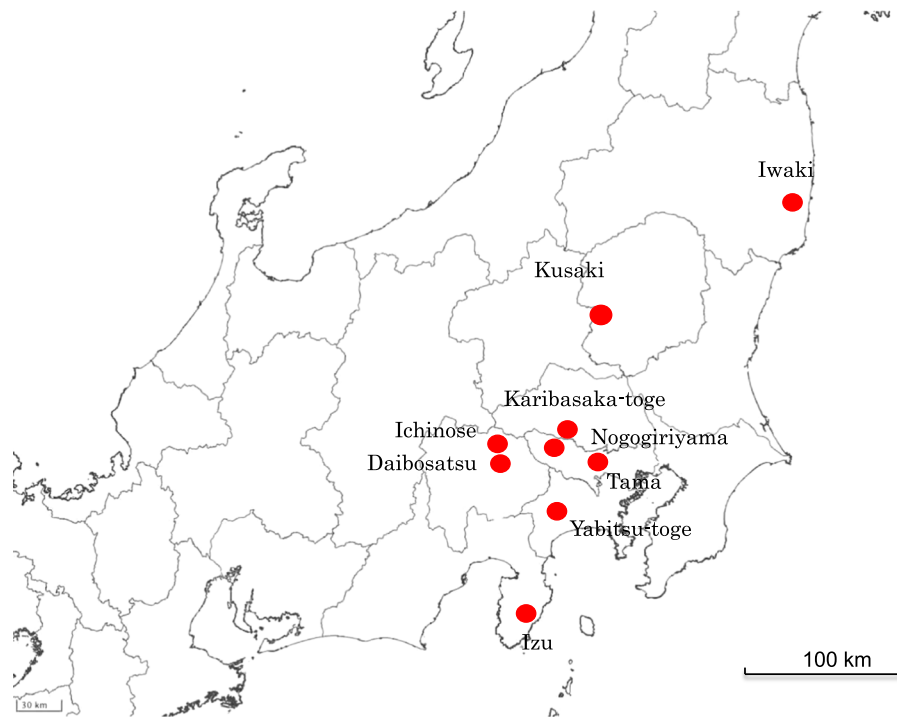 Iwaki
Kusaki
Karibasaka-toge
Ichinose
Nogogiriyama
Daibosatsu
Tama
Yabitsu-toge
Izu
100 km
30 km